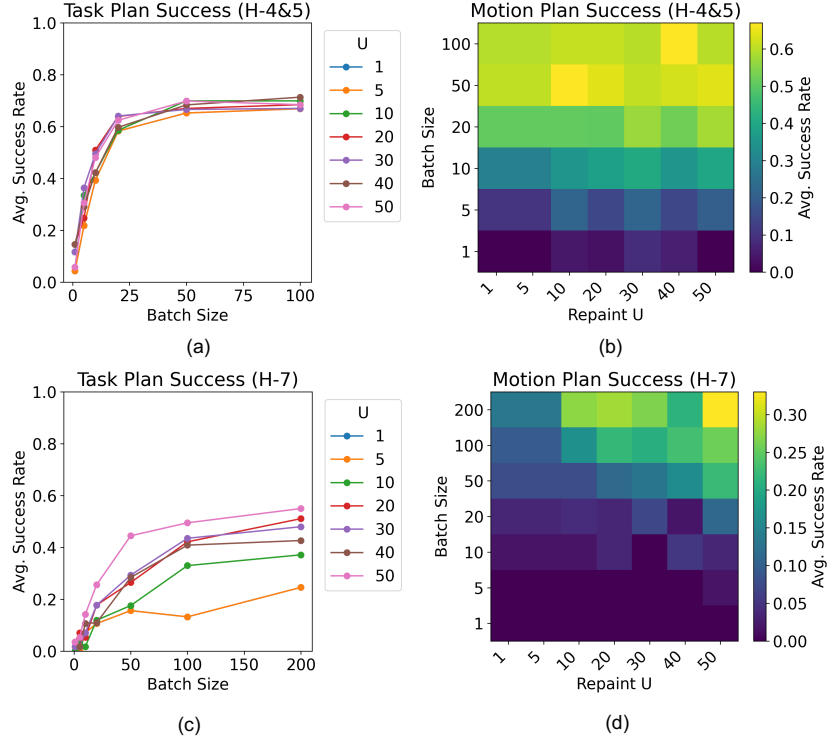 Task Plan Success (H-4&5)
1.0
0.8
0.6
0.4
0.2
0.0
Avg. Success Rate
0 25 50 75 100
Batch Size
U
1
5
10
20
30
40
50
(a)
Motion Plan Success (H-4&5)
100
50
20
10
5
1
Batch Size
1 5 10 20 30 40 50
Repaint U
0.6
0.5
0.4
0.3
0.2
0.1
0.0
Avg. Success Rate
(b)
Task Plan Success (H-7)
1.0
0.8
0.6
0.4
0.2
0.0
Avg. Success Rate
0 50 100 150 200
Batch Size
U
1
5
10
20
30
40
50
(c)
Motion Plan Success (H-7)
200
100
50
20
10
5
1
Batch Size
1 5 10 20 30 40 50
Repaint U
0.30
0.25
0.20
0.15
0.10
0.05
0.00
Avg. Success Rate
(d)